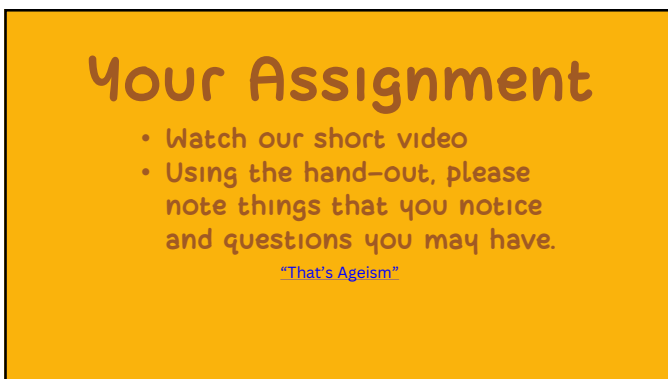 Your Assignment
• Watch our short video
• Using the hand-out, please
note things that you notice
and questions you may have.
“That’s Ageism”